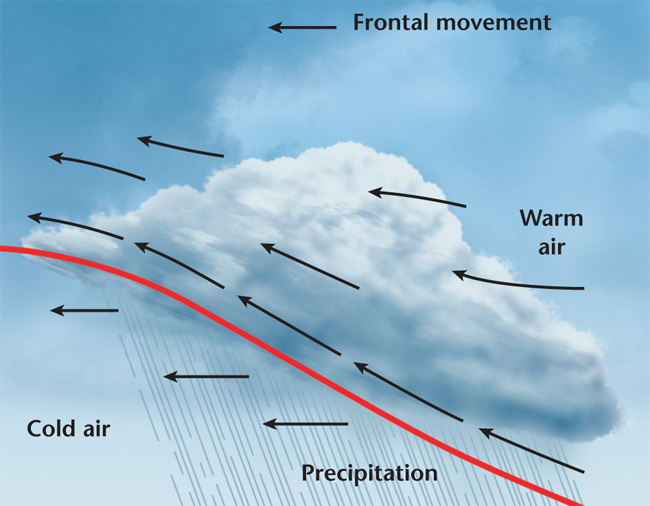 Frontal movement
Warm
air
Cold air
Precipitation